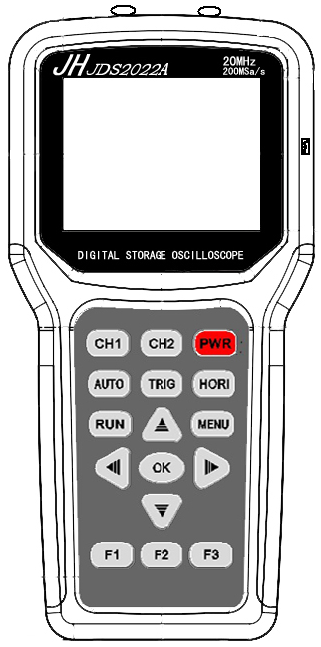 JH JDS2022A
20MHz
200MSa/s
DIGITAL STORAGE OSCILLOSCOPE
CH1 CH2 PWR
AUTO TRIG HORI
RUN MENU
OK
F1 F2 F3